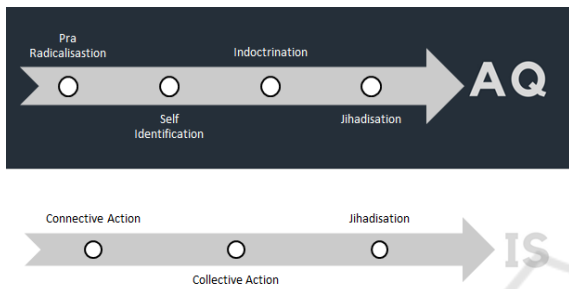 Pra
Radicalisastion
Indoctrination
AQ
Self
Identification
Jihadisation
Connective Action
Jihadisation
IS
Collective Action